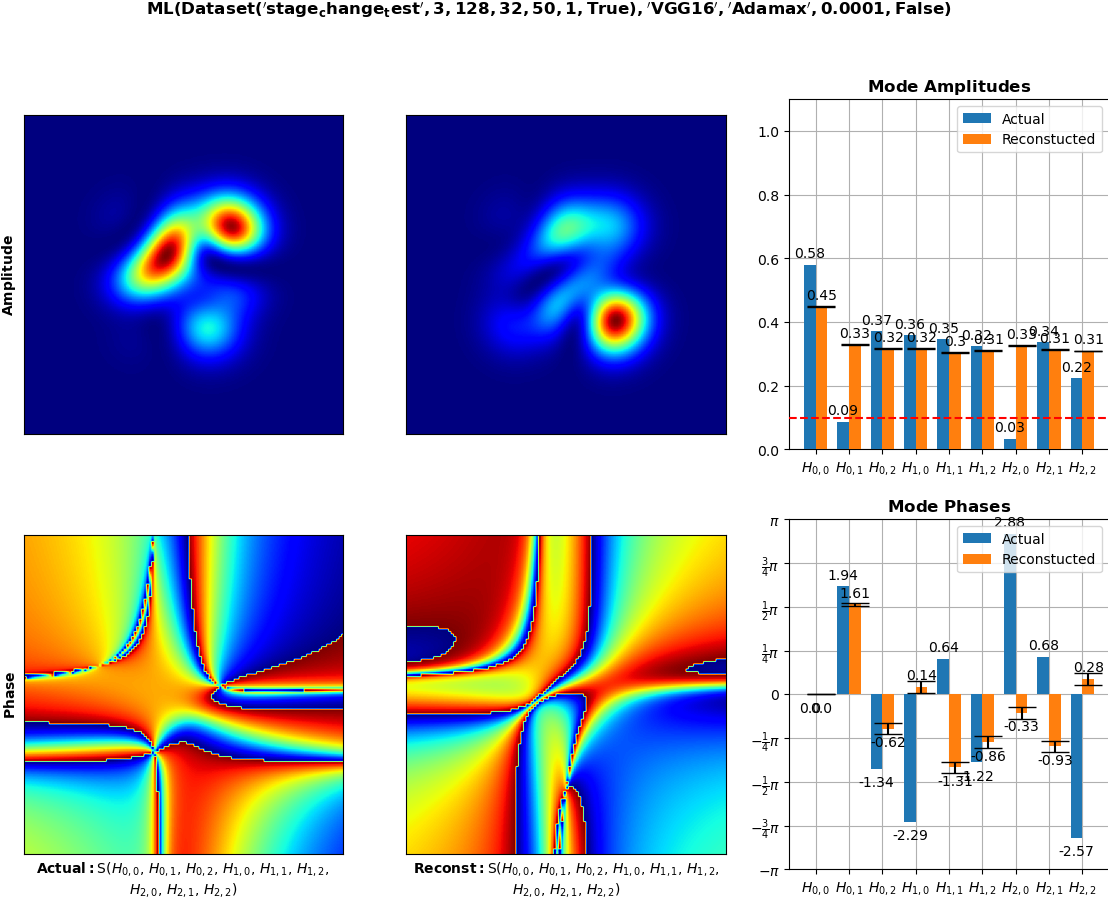 ML(Dataset('stage_change_test', 3, 128, 32, 50, 1, True), 'VGG16', 'Adamax', 0.0001, False)
Amplitude
Mode Amplitudes
Actual
Reconstucted
1.0
0.8
0.6
0.4
0.2
0.0
0.58
0.45
0.09
0.33
0.37
0.32
0.36
0.32
0.35
0.3
0.32
0.31
0.03
0.33
0.34
0.31
0.22
0.31
H0,0 H0,1 H0,2 H1,0 H1,1 H1,2 H2,0 H2,1 H2,2
Phase
Actual: S(H0,0, H0,1, H0,2, H1,0, H1,1, H1,2,
H2,0, H2,1, H2,2)
Reconst: S(H0,0, H0,1, H0,2, H1,0, H1,1, H1,2,
H2,0, H2,1, H2,2)
Mode Phases
Actual
Reconstucted
π
3/4π
1/2π
1/4π
0
−1/4π
−1/2π
−3/4π
−π
0.0
0.0
1.94
1.61
-1.34
-0.62
-2.29
0.14
0.64
-1.31
-1.22
-0.86
2.88
-0.33
0.68
-0.93
-2.57
0.28
H0,0 H0,1 H0,2 H1,0 H1,1 H1,2 H2,0 H2,1 H2,2